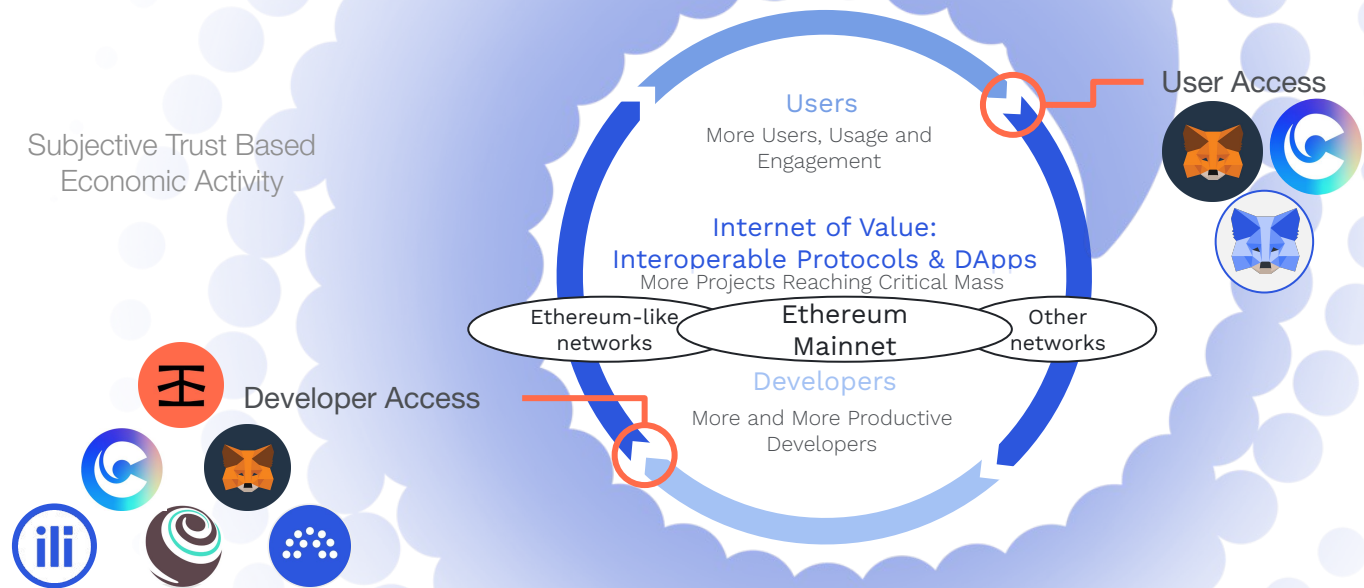 User Access
Users
More Users, Usage and
Engagement
Subjective Trust Based
Economic Activity
Internet of Value:
Interoperable Protocols & DApps
More Projects Reaching Critical Mass
Ethereum-like
networks
Ethereum
Mainnet
Other
networks
Developers
More and More Productive
Developers
Developer Access